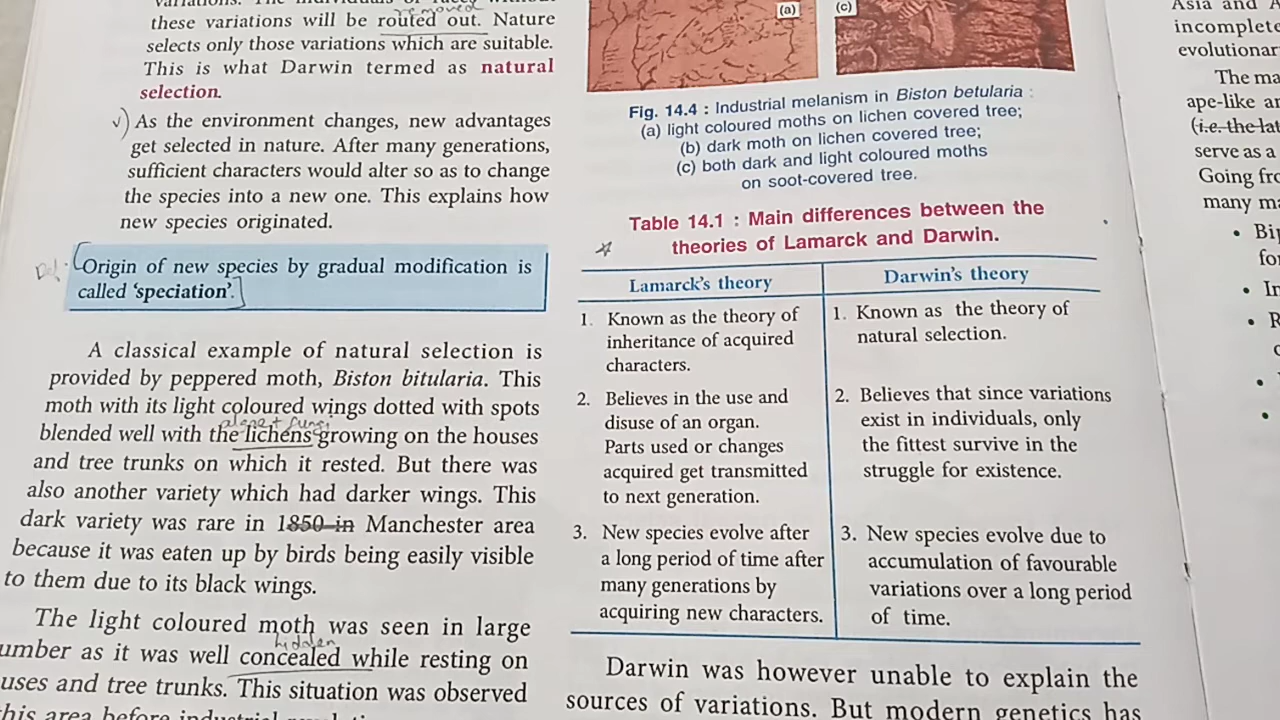 these variations will be routed out. Nature
removed
selects only those variations which are suitable.
This is what Darwin termed as natural
selection.
v) As the environment changes, new advantages
get selected in nature. After many generations,
sufficient characters would alter so as to change
the species into a new one. This explains how
new species originated.
Origin of new species by gradual modification is
called ‘speciation’.
A classical example of natural selection is
provided by peppered moth, Biston bitularia. This
moth with its light coloured wings dotted with spots
algae + fungi
blended well with the lichens growing on the houses
and tree trunks on which it rested. But there was
also another variety which had darker wings. This
dark variety was rare in 1850 in Manchester area
because it was eaten up by birds being easily visible
to them due to its black wings.
The light coloured moth was seen in large
hidden
umber as it was well concealed while resting on
uses and tree trunks. This situation was observed
this area before industrial
(a)
(c)
Fig. 14.4 : Industrial melanism in Biston betularia :
(a) light coloured moths on lichen covered tree;
(b) dark moth on lichen covered tree;
(c) both dark and light coloured moths
on soot-covered tree.
Table 14.1 : Main differences between the
theories of Lamarck and Darwin.
Lamarck's theory
Darwin's theory
1. Known as the theory of
inheritance of acquired
characters.
1. Known as the theory of
natural selection.
2. Believes in the use and
disuse of an organ.
Parts used or changes
acquired get transmitted
to next generation.
2. Believes that since variations
exist in individuals, only
the fittest survive in the
struggle for existence.
3. New species evolve after
a long period of time after
many generations by
acquiring new characters.
3. New species evolve due to
accumulation of favourable
variations over a long period
of time.
Darwin was however unable to explain the
sources of variations. But modern genetics has
Asia and A
incomplete
evolutionar
The ma
ape-like an
(i.e. the lat
serve as a
Going fro
many ma
• Bip
fo
• In
• R